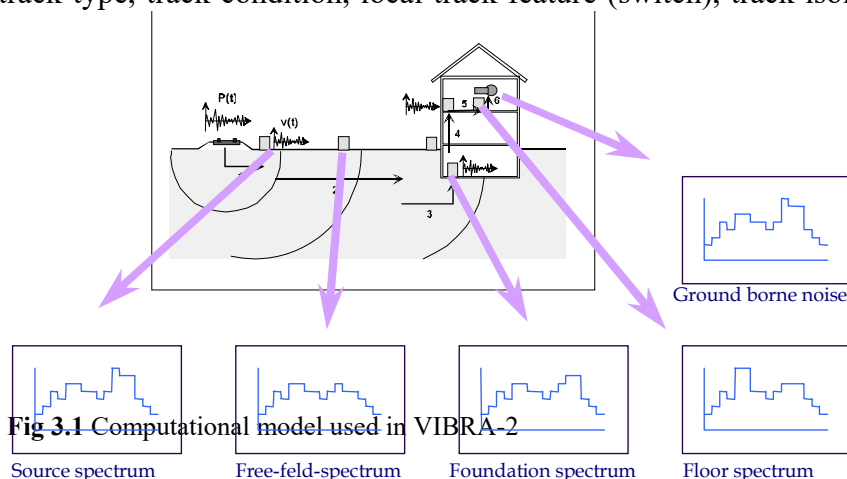 track type, track condition, local track feature (switch), track iso
P(t)
v(t)
5
6
4
2
3
Ground borne noise
Fig 3.1 Computational model used in VIBRA-2
Source spectrum
Free-feld-spectrum
Foundation spectrum
Floor spectrum